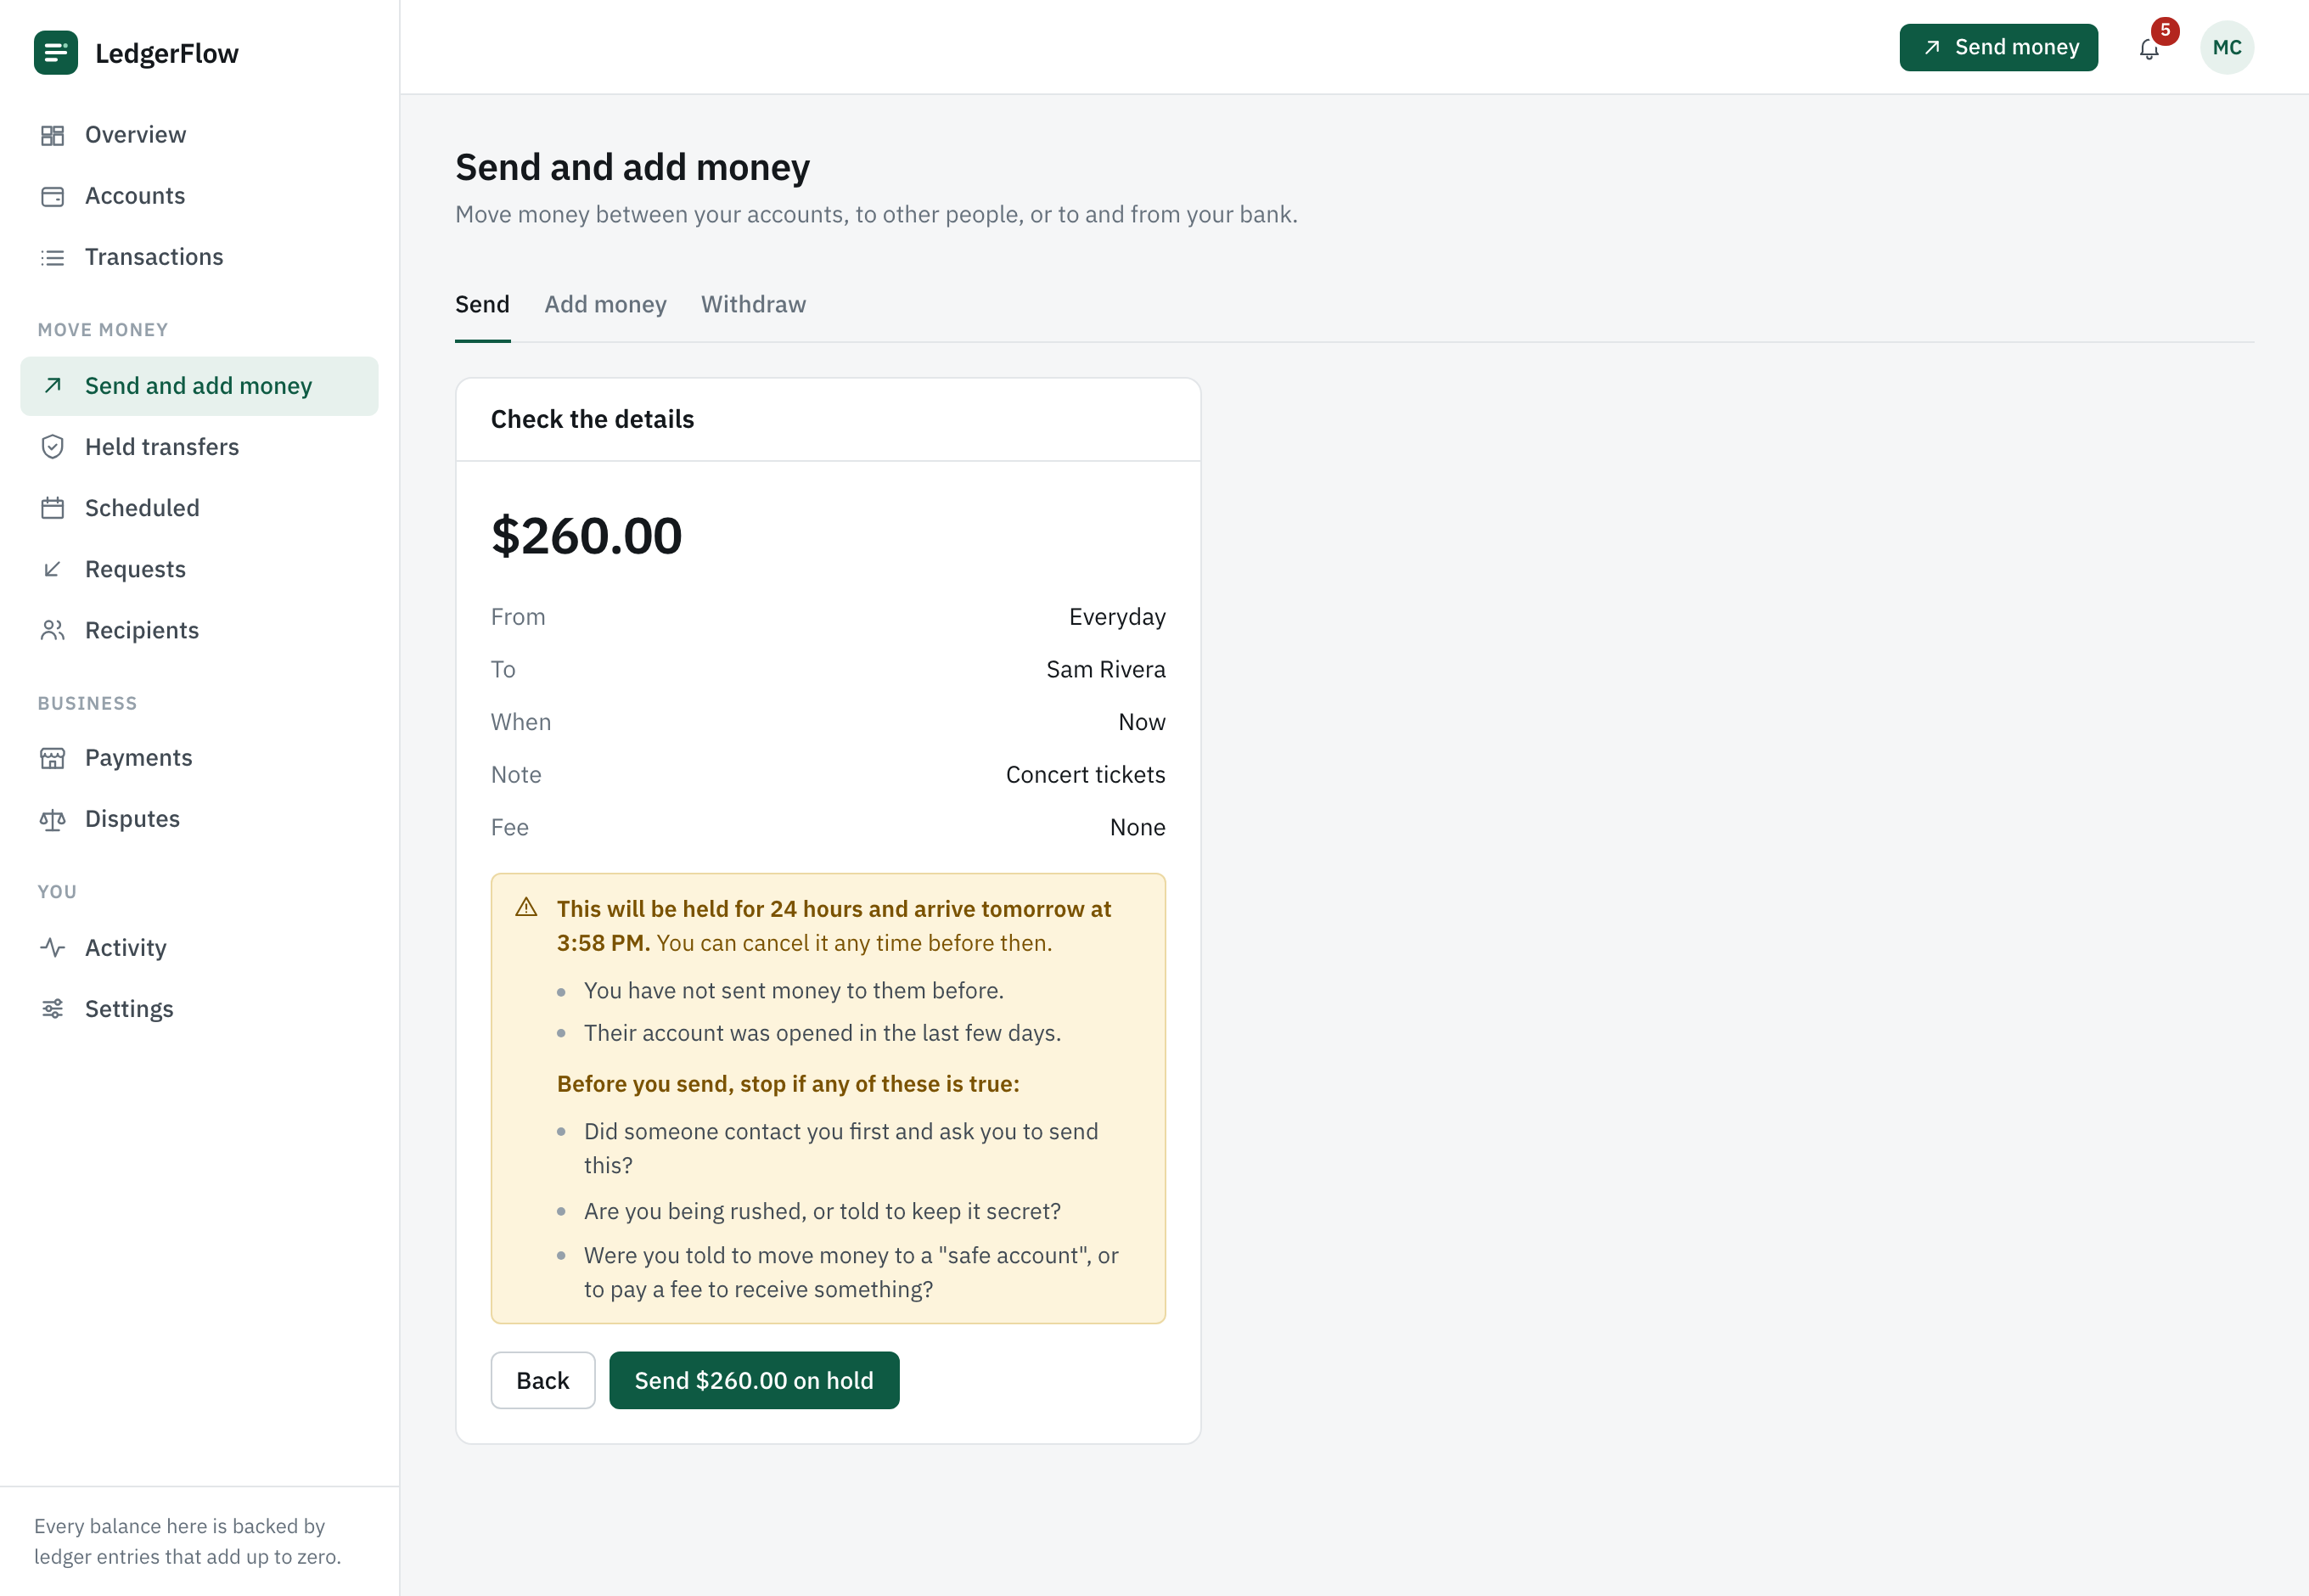 LedgerFlow
Overview
Accounts
Transactions
MOVE MONEY
Send and add money
Held transfers
Scheduled
Requests
Recipients
BUSINESS
Payments
Disputes
YOU
Activity
Settings
Every balance here is backed by
ledger entries that add up to zero.
Send money
5
MC
Send and add money
Move money between your accounts, to other people, or to and from your bank.
Send
Add money
Withdraw
Check the details
$260.00
From Everyday
To Sam Rivera
When Now
Note Concert tickets
Fee None
This will be held for 24 hours and arrive tomorrow at
3:58 PM. You can cancel it any time before then.
You have not sent money to them before.
Their account was opened in the last few days.
Before you send, stop if any of these is true:
Did someone contact you first and ask you to send
this?
Are you being rushed, or told to keep it secret?
Were you told to move money to a "safe account", or
to pay a fee to receive something?
Back
Send $260.00 on hold